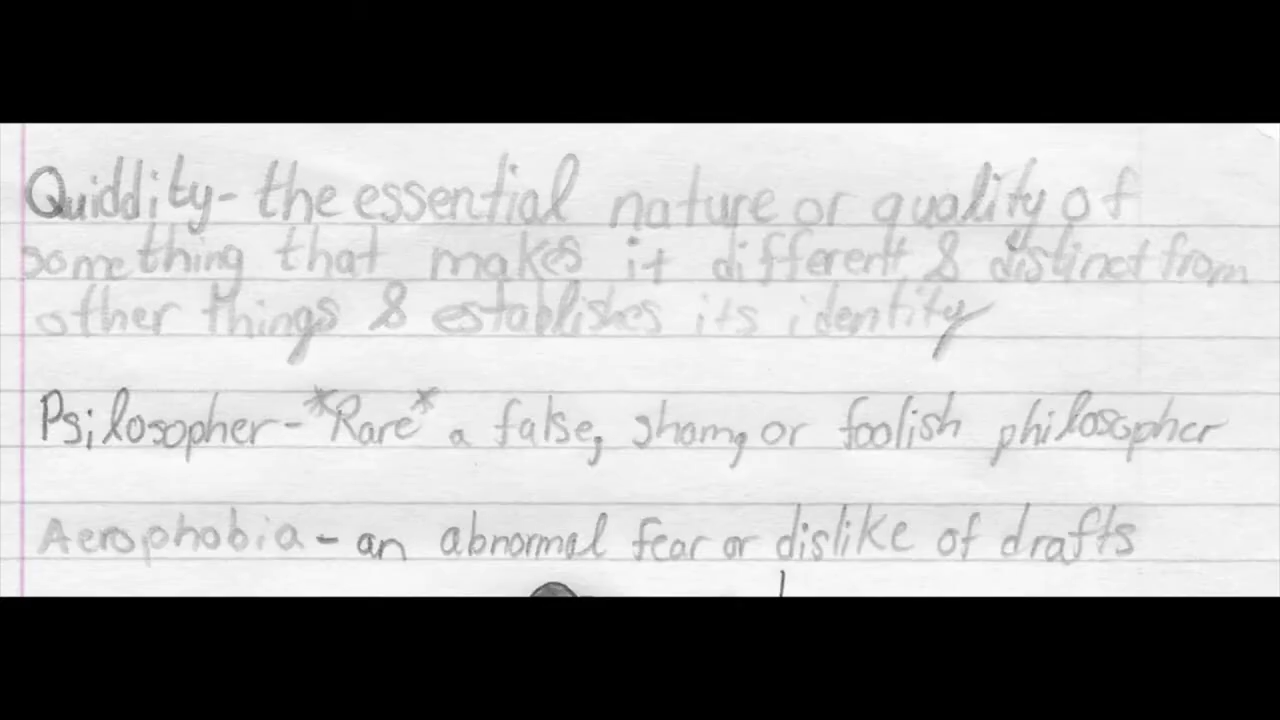 Quiddity - the essential nature or quality of
something that makes it different & distinct from
other things & establishes its identity
Psilosopher - *Rare* a false, sham, or foolish philosopher
Aerophobia - an abnormal fear or dislike of drafts